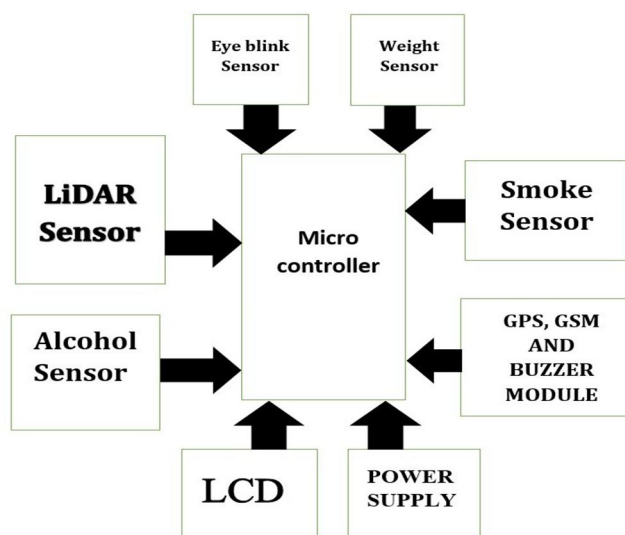 Eye blink
Sensor
Weight
Sensor
LiDAR
Sensor
Smoke
Sensor
Micro
controller
Alcohol
Sensor
GPS, GSM
AND
BUZZER
MODULE
LCD
POWER
SUPPLY